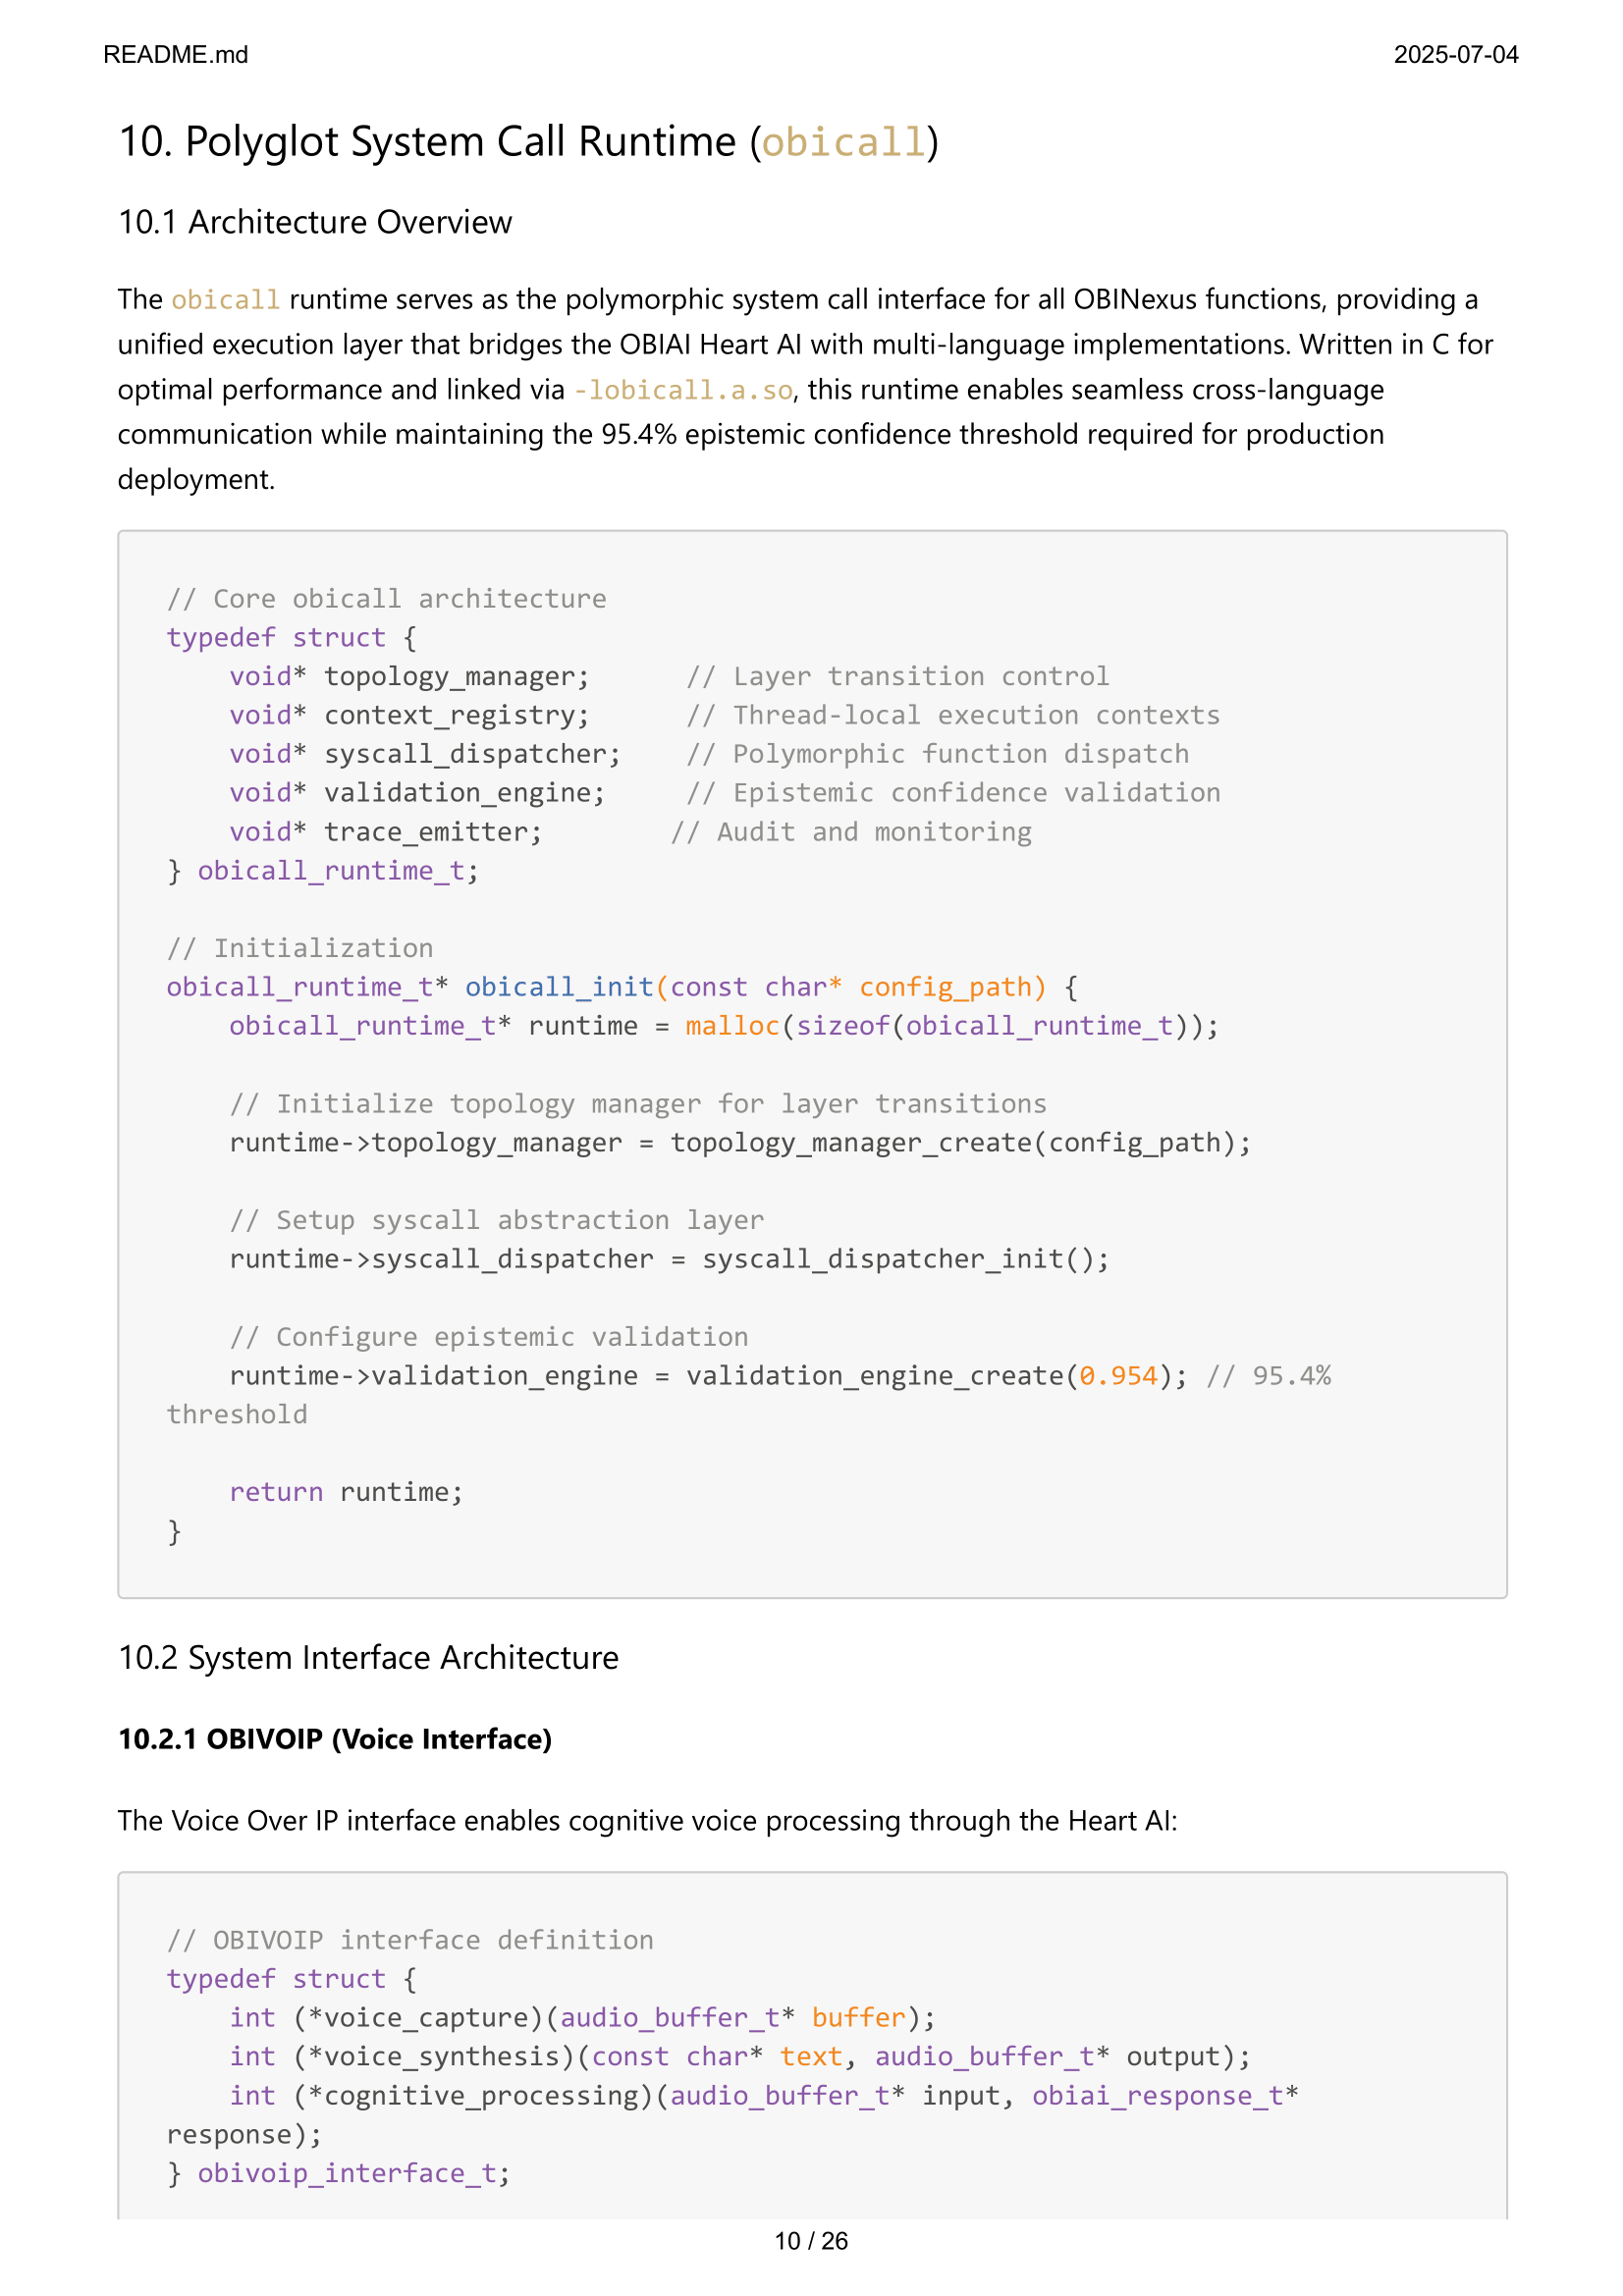 README.md
2025-07-04
10. Polyglot System Call Runtime (obicall)
10.1 Architecture Overview
The obicall runtime serves as the polymorphic system call interface for all OBINexus functions, providing a
unified execution layer that bridges the OBIAI Heart AI with multi-language implementations. Written in C for
optimal performance and linked via -lobicall.a.so, this runtime enables seamless cross-language
communication while maintaining the 95.4% epistemic confidence threshold required for production
deployment.
// Core obicall architecture
typedef struct {
    void* topology_manager;      // Layer transition control
    void* context_registry;      // Thread-local execution contexts
    void* syscall_dispatcher;    // Polymorphic function dispatch
    void* validation_engine;     // Epistemic confidence validation
    void* trace_emitter;        // Audit and monitoring
} obicall_runtime_t;
// Initialization
obicall_runtime_t* obicall_init(const char* config_path) {
    obicall_runtime_t* runtime = malloc(sizeof(obicall_runtime_t));
    // Initialize topology manager for layer transitions
    runtime->topology_manager = topology_manager_create(config_path);
    // Setup syscall abstraction layer
    runtime->syscall_dispatcher = syscall_dispatcher_init();
    // Configure epistemic validation
    runtime->validation_engine = validation_engine_create(0.954); // 95.4%
threshold
    return runtime;
}
10.2 System Interface Architecture
10.2.1 OBIVOIP (Voice Interface)
The Voice Over IP interface enables cognitive voice processing through the Heart AI:
// OBIVOIP interface definition
typedef struct {
    int (*voice_capture)(audio_buffer_t* buffer);
    int (*voice_synthesis)(const char* text, audio_buffer_t* output);
    int (*cognitive_processing)(audio_buffer_t* input, obiai_response_t*
response);
} obivoip_interface_t;
10 / 26